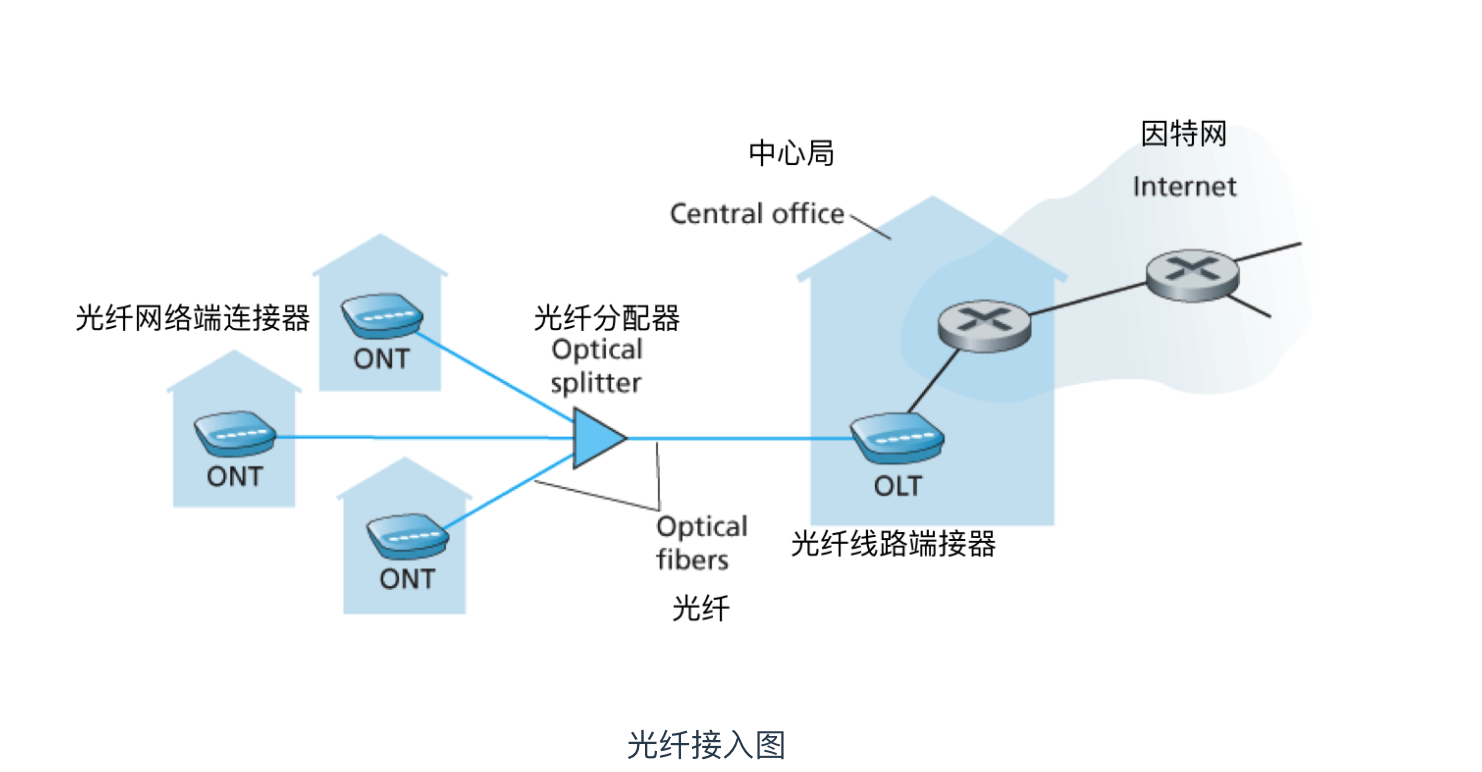 因特网
中心局
Internet
Central office
光纤网络端连接器
光纤分配器
Optical
splitter
ONT
ONT
ONT
OLT
Optical
fibers
光纤线路端接器
光纤
光纤接入图